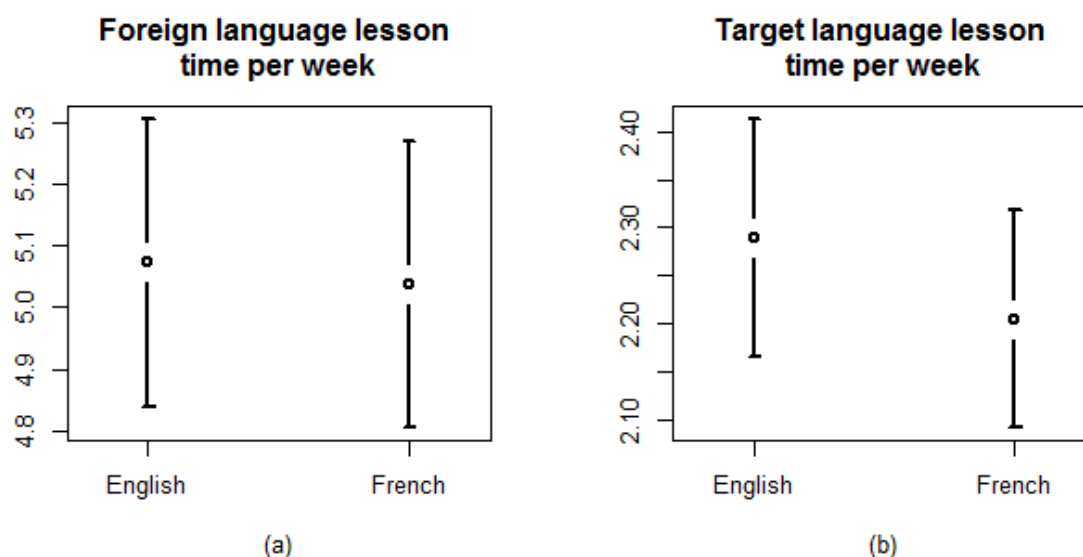 Foreign language lesson
time per week
5.3
5.2
5.1
5.0
4.9
4.8
English French
(a)
Target language lesson
time per week
2.40
2.30
2.20
2.10
English French
(b)